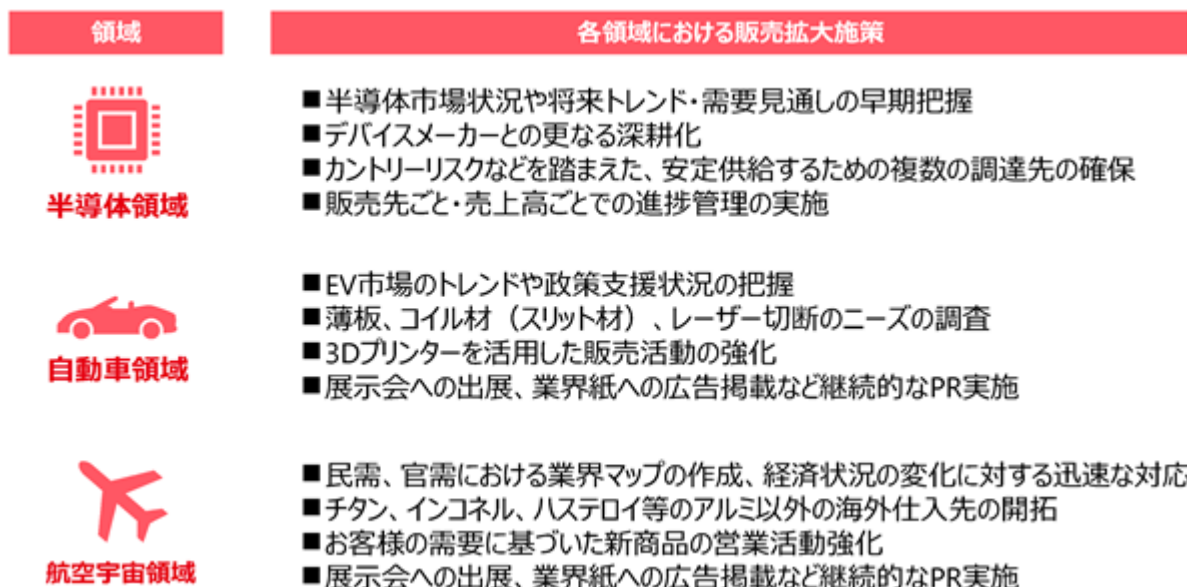 領域
各領域における販売拡大施策
半導体領域
■半導体市場状況や将来トレンド・需要見通しの早期把握
■デバイスメーカーとの更なる深耕化
■カントリーリスクなどを踏まえた、安定供給するための複数の調達先の確保
■販売先ごと・売上高ごとでの進捗管理の実施
自動車領域
■EV市場のトレンドや政策支援状況の把握
■薄板、コイル材（スリット材）、レーザー切断のニーズの調査
■3Dプリンターを活用した販売活動の強化
■展示会への出展、業界紙への広告掲載など継続的なPR実施
航空宇宙領域
■民需、官需における業界マップの作成、経済状況の変化に対する迅速な対応
■チタン、インコネル、ハステロイ等のアルミ以外の海外仕入先の開拓
■お客様の需要に基づいた新商品の営業活動強化
■展示会への出展、業界紙への広告掲載など継続的なPR実施